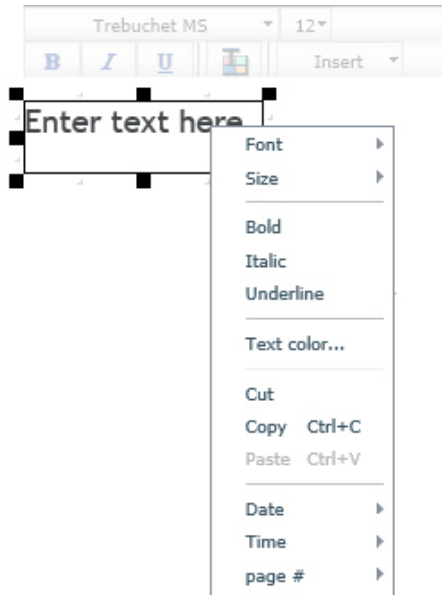 Trebuchet MS 12
B I U Insert
Enter text here
Font
Size
Bold
Italic
Underline
Text color...
Cut
Copy Ctrl+C
Paste Ctrl+V
Date
Time
page #